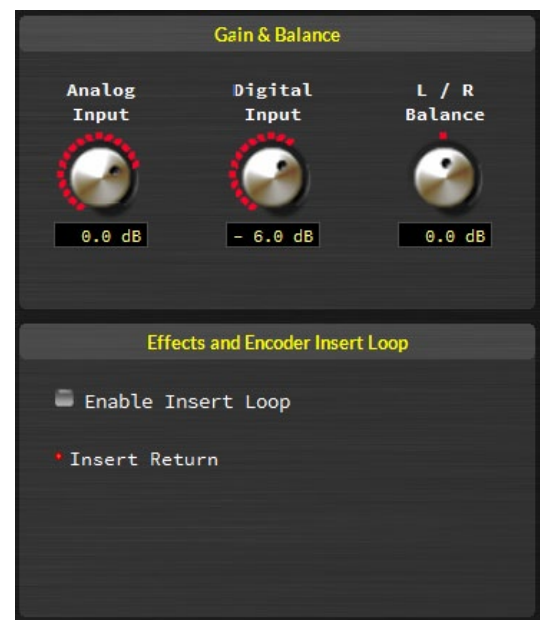 Gain & Balance
Analog Digital L / R
Input Input Balance
0.0 dB - 6.0 dB 0.0 dB
Effects and Encoder Insert Loop
Enable Insert Loop
Insert Return